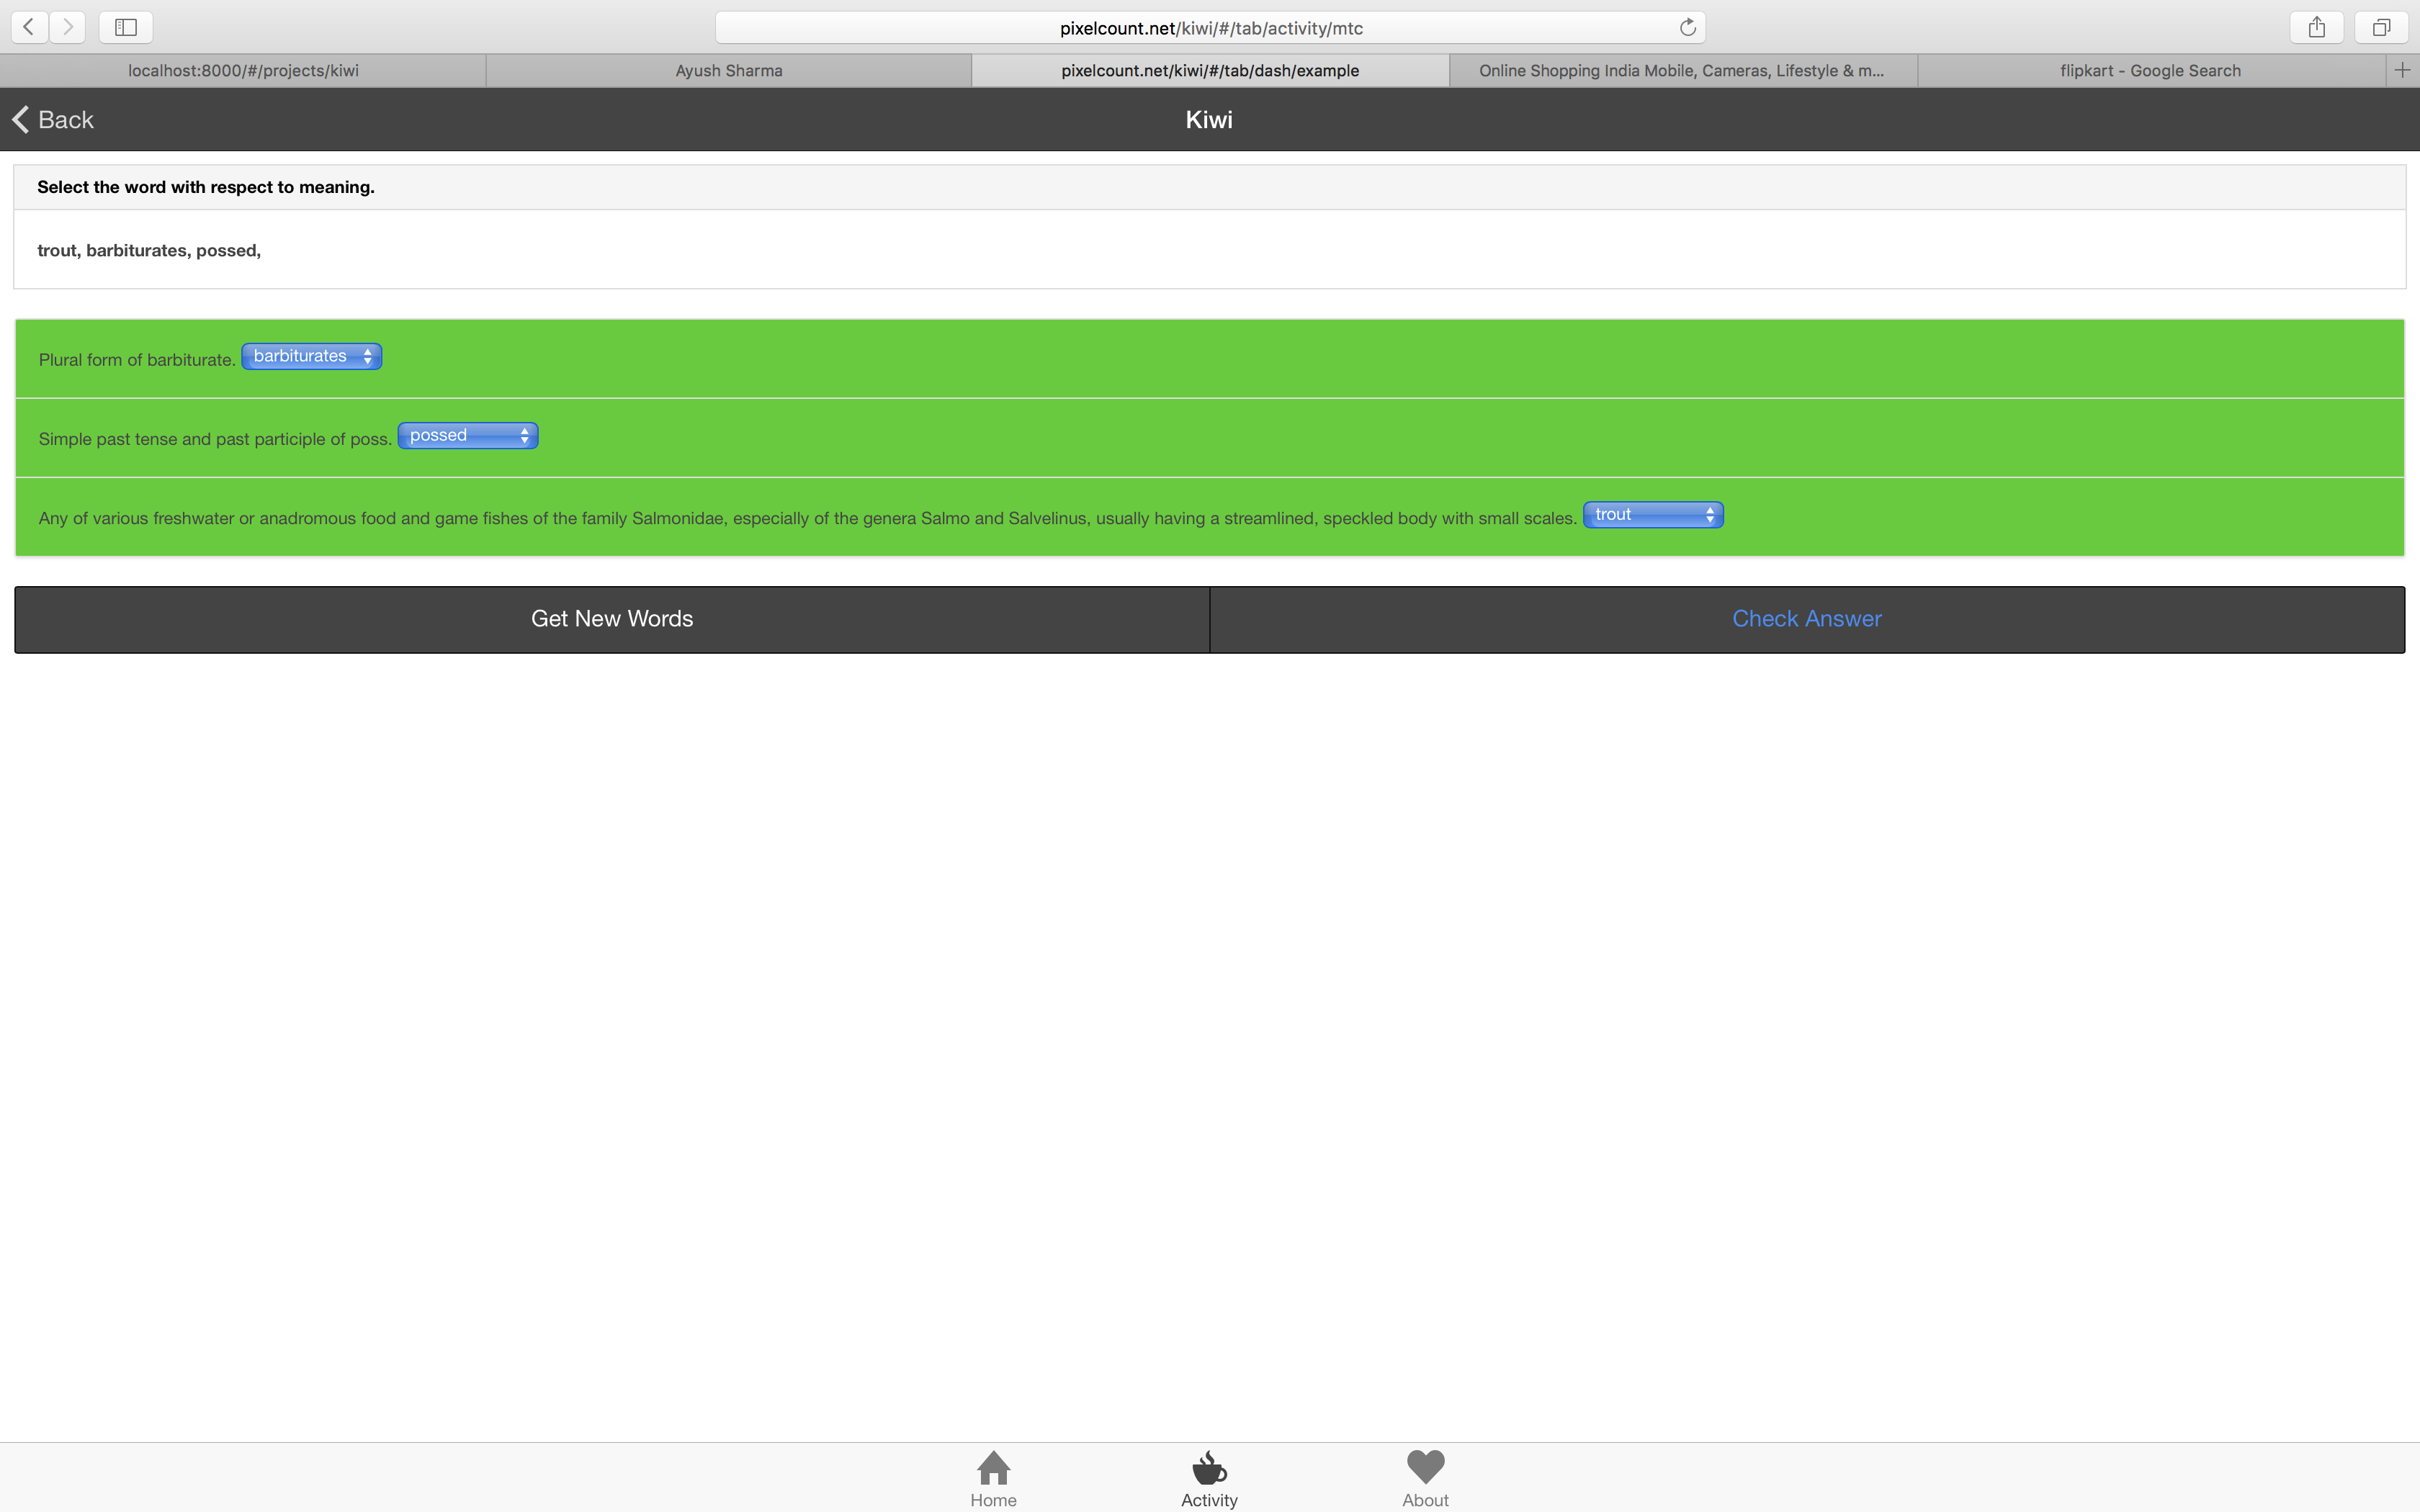 pixelcount.net/kiwi/#/tab/activity/mtc
localhost:8000/#/projects/kiwi
Ayush Sharma
pixelcount.net/kiwi/#/tab/dash/example
Online Shopping India Mobile, Cameras, Lifestyle & m...
flipkart - Google Search
Back
Kiwi
Select the word with respect to meaning.
trout, barbiturates, possed,
Plural form of barbiturate. barbiturates
Simple past tense and past participle of poss. possed
Any of various freshwater or anadromous food and game fishes of the family Salmonidae, especially of the genera Salmo and Salvelinus, usually having a streamlined, speckled body with small scales. trout
Get New Words
Check Answer
Home
Activity
About